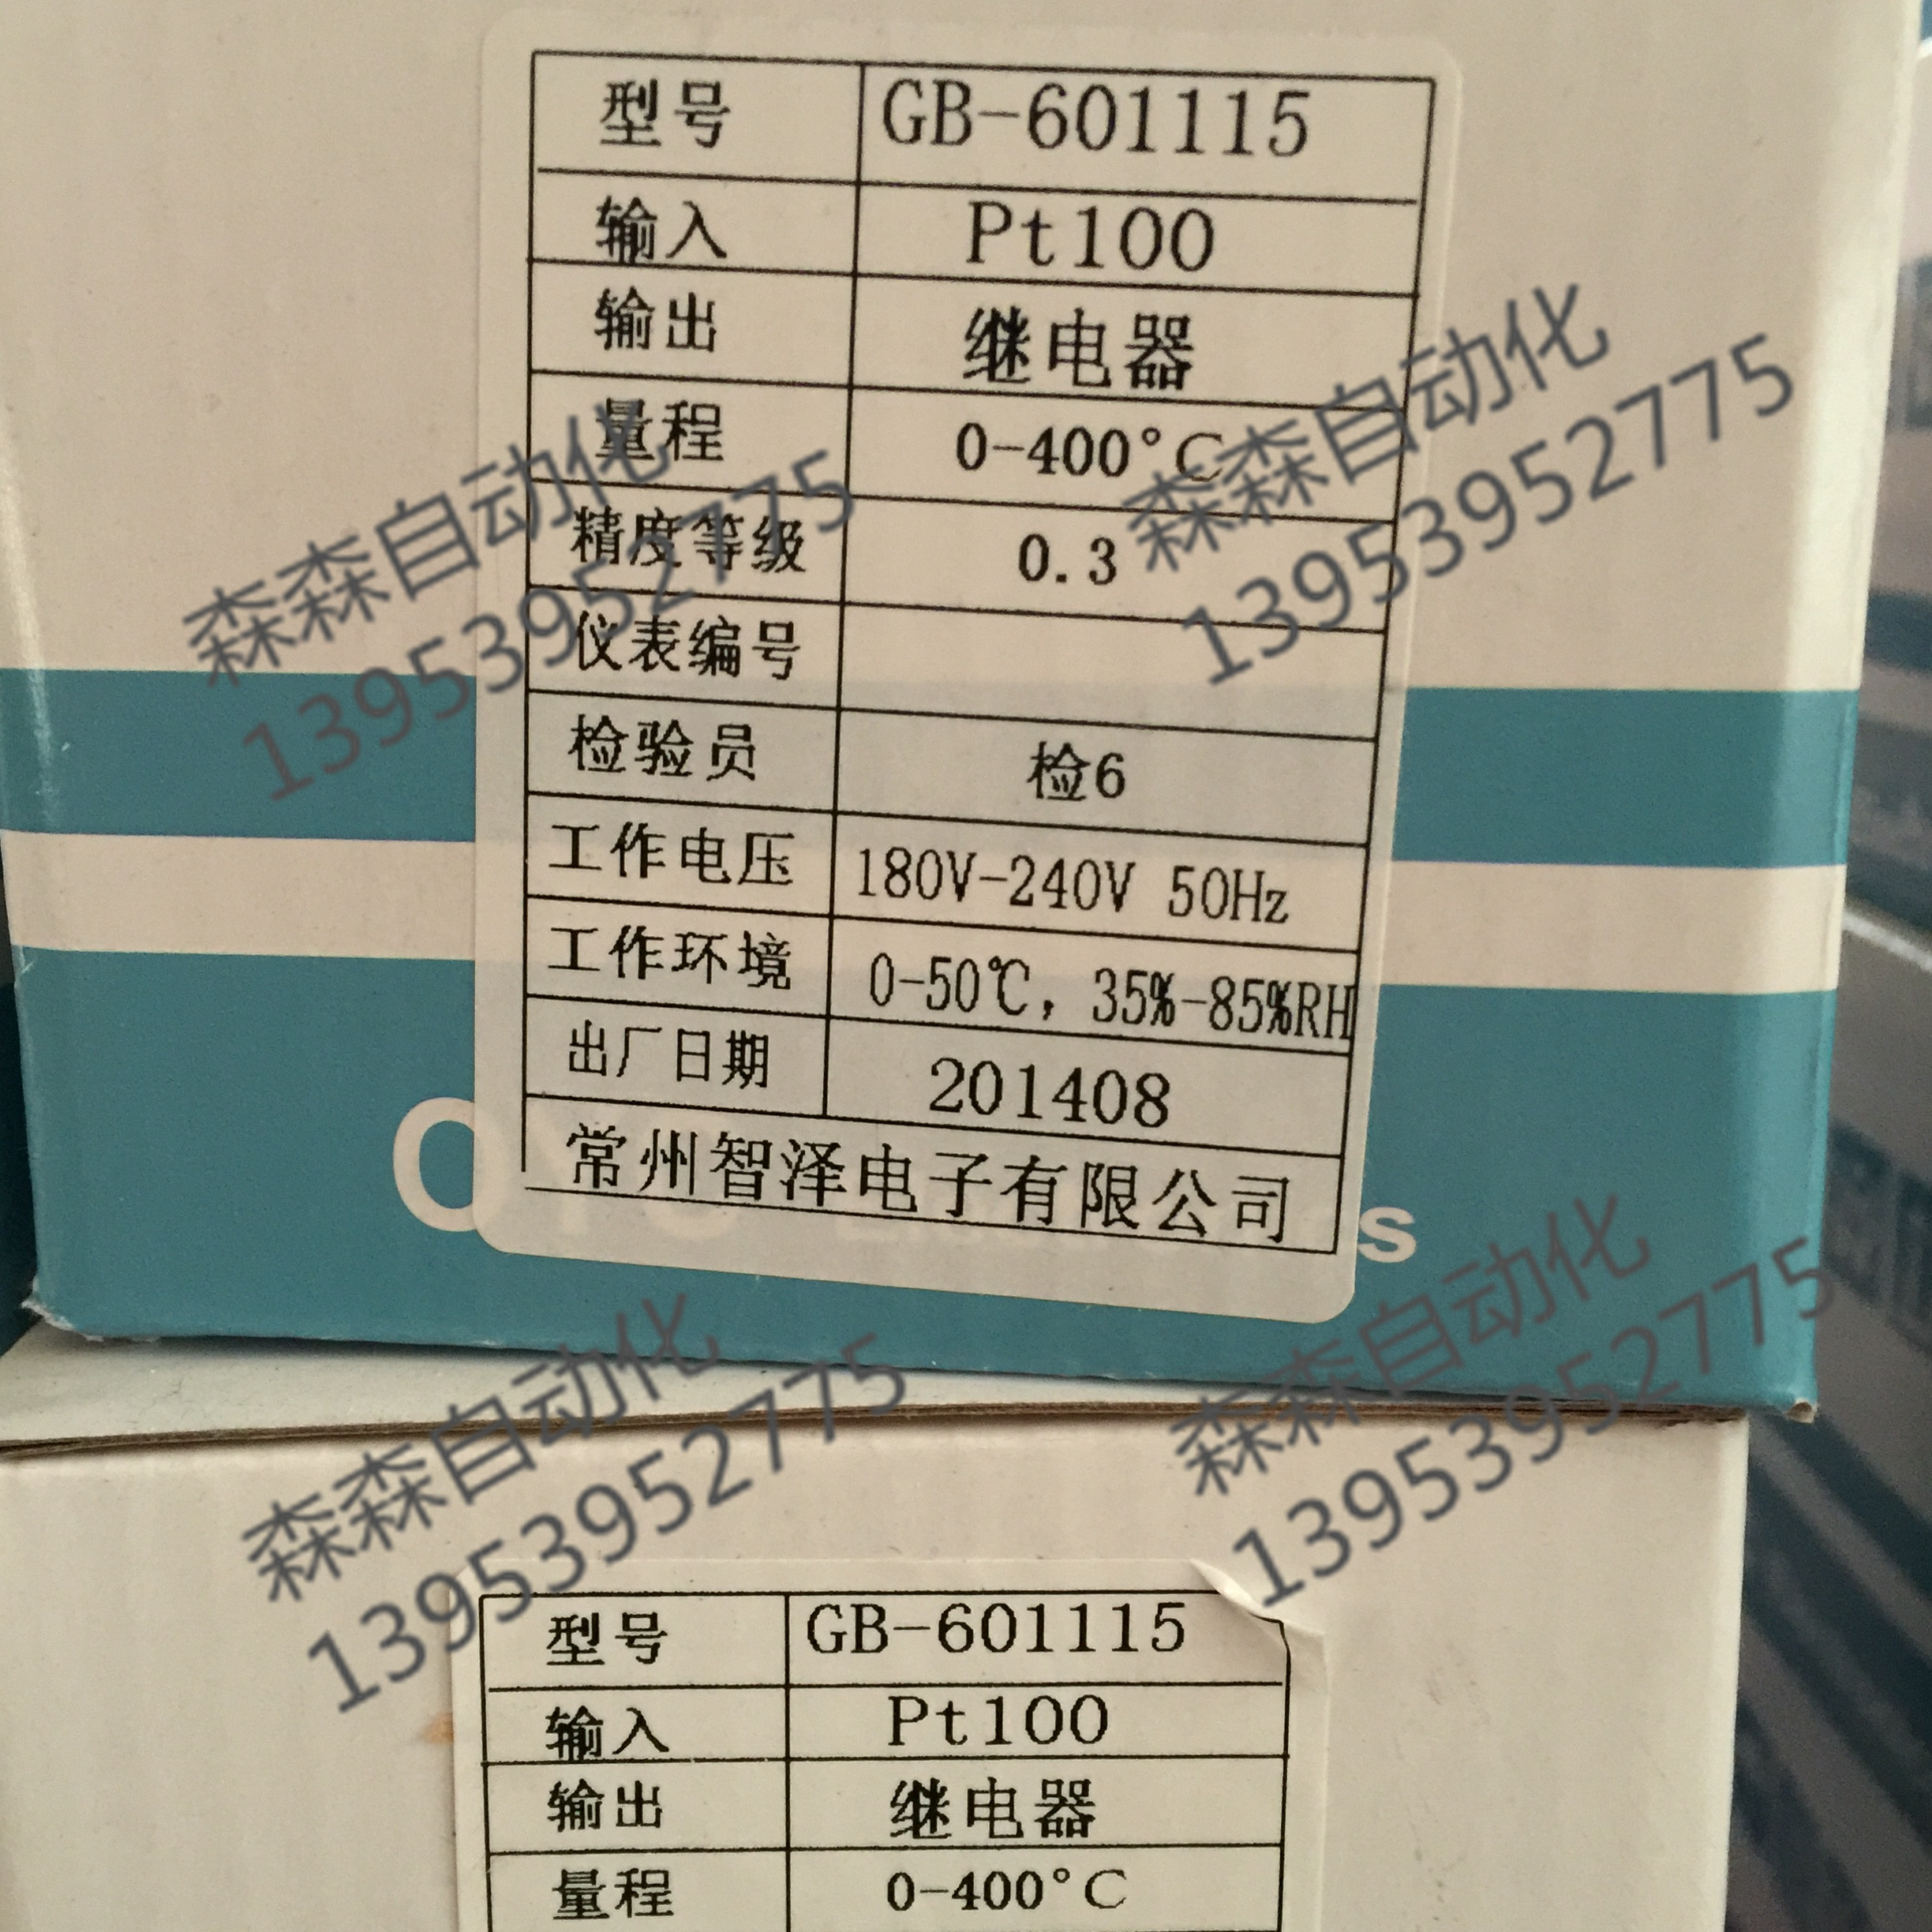 型号 GB-601115
输入 Pt100
输出 继电器
量程 0-400°C
精度等级 0.3
仪表编号
检验员 检6
工作电压 180V-240V 50Hz
工作环境 0-50℃, 35%-85%RH
出厂日期 201408
常州智泽电子有限公司
森森自动化
13953952775
森森自动化
13953952775
森森自动化
13953952775
森森自动化
13953952775
型号 GB-601115
输入 Pt100
输出 继电器
量程 0-400°C